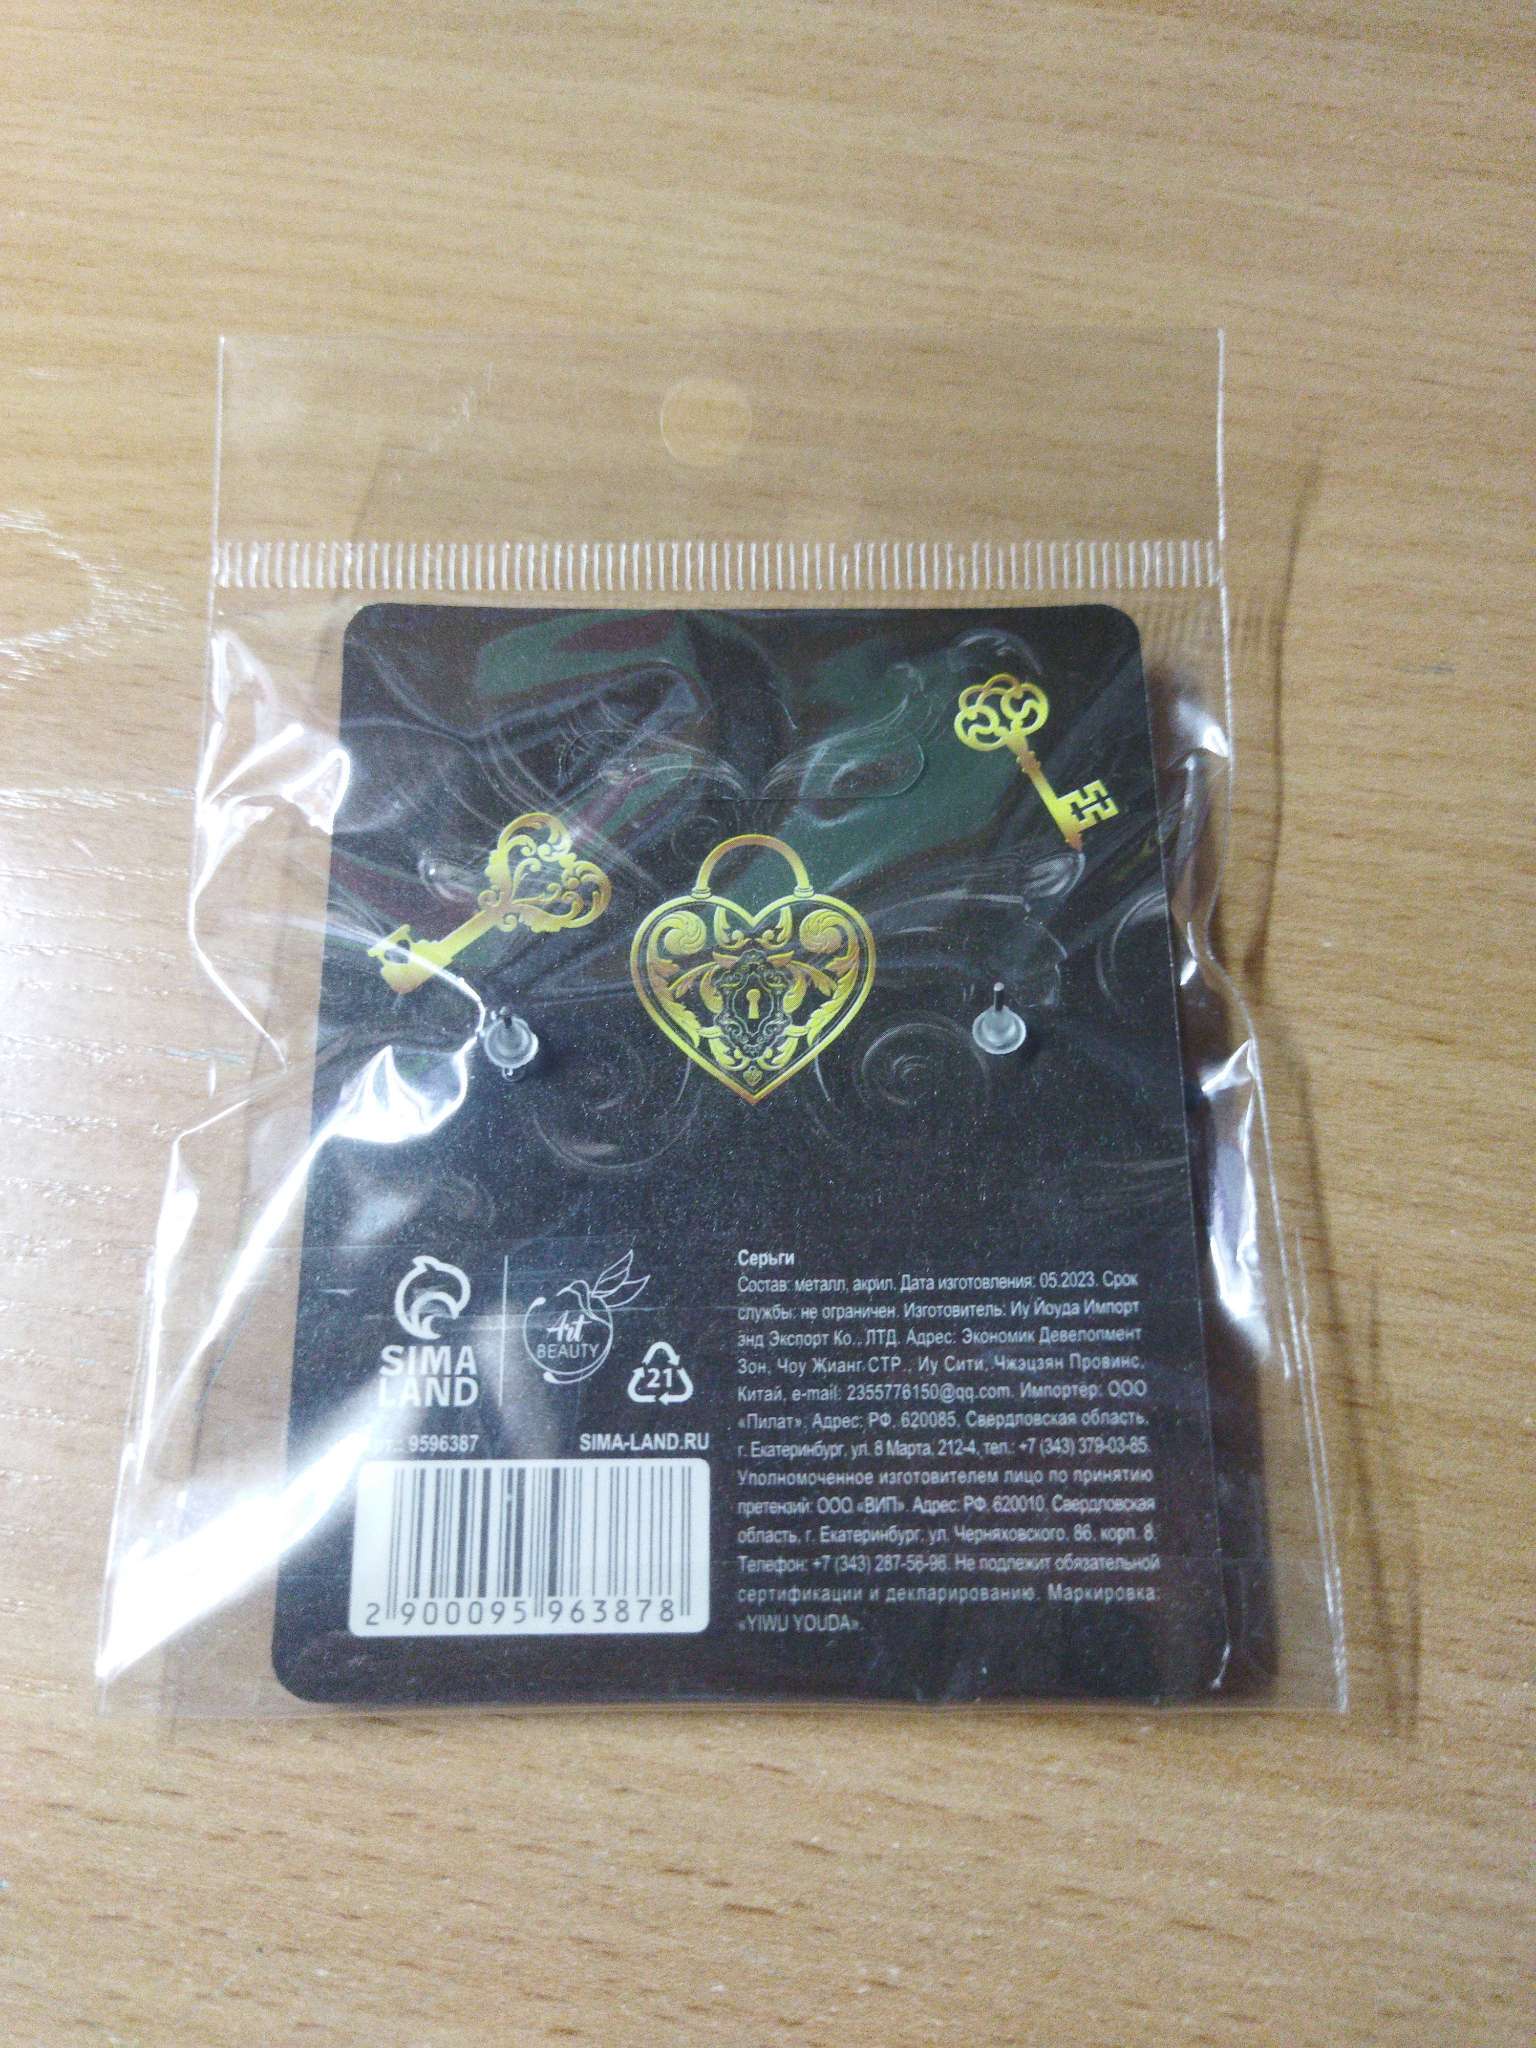 SIMA
LAND
Art
BEAUTY
21
9596387
SIMA-LAND.RU
2 900095 963878
Серьги
Состав: металл, акрил. Дата изготовления: 05.2023. Срок
службы: не ограничен. Изготовитель: Иу Йоуда Импорт
энд Экспорт Ко., ЛТД. Адрес: Экономик Девелопмент
Зон, Чоу Жианг СТР., Иу Сити, Чжэцзян Провинс,
Китай, e-mail: 2355776150@qq.com. Импортер: ООО
«Пилат». Адрес: РФ, 620085, Свердловская область,
г. Екатеринбург, ул. 8 Марта, 212-4, тел.: +7 (343) 379-03-85.
Уполномоченное изготовителем лицо по принятию
претензий: ООО «ВИП». Адрес: РФ, 620010, Свердловская
область, г. Екатеринбург, ул. Черняховского, 86, корп. 8.
Телефон: +7 (343) 287-56-96. Не подлежит обязательной
сертификации и декларированию. Маркировка:
«YIWU YOUDA».